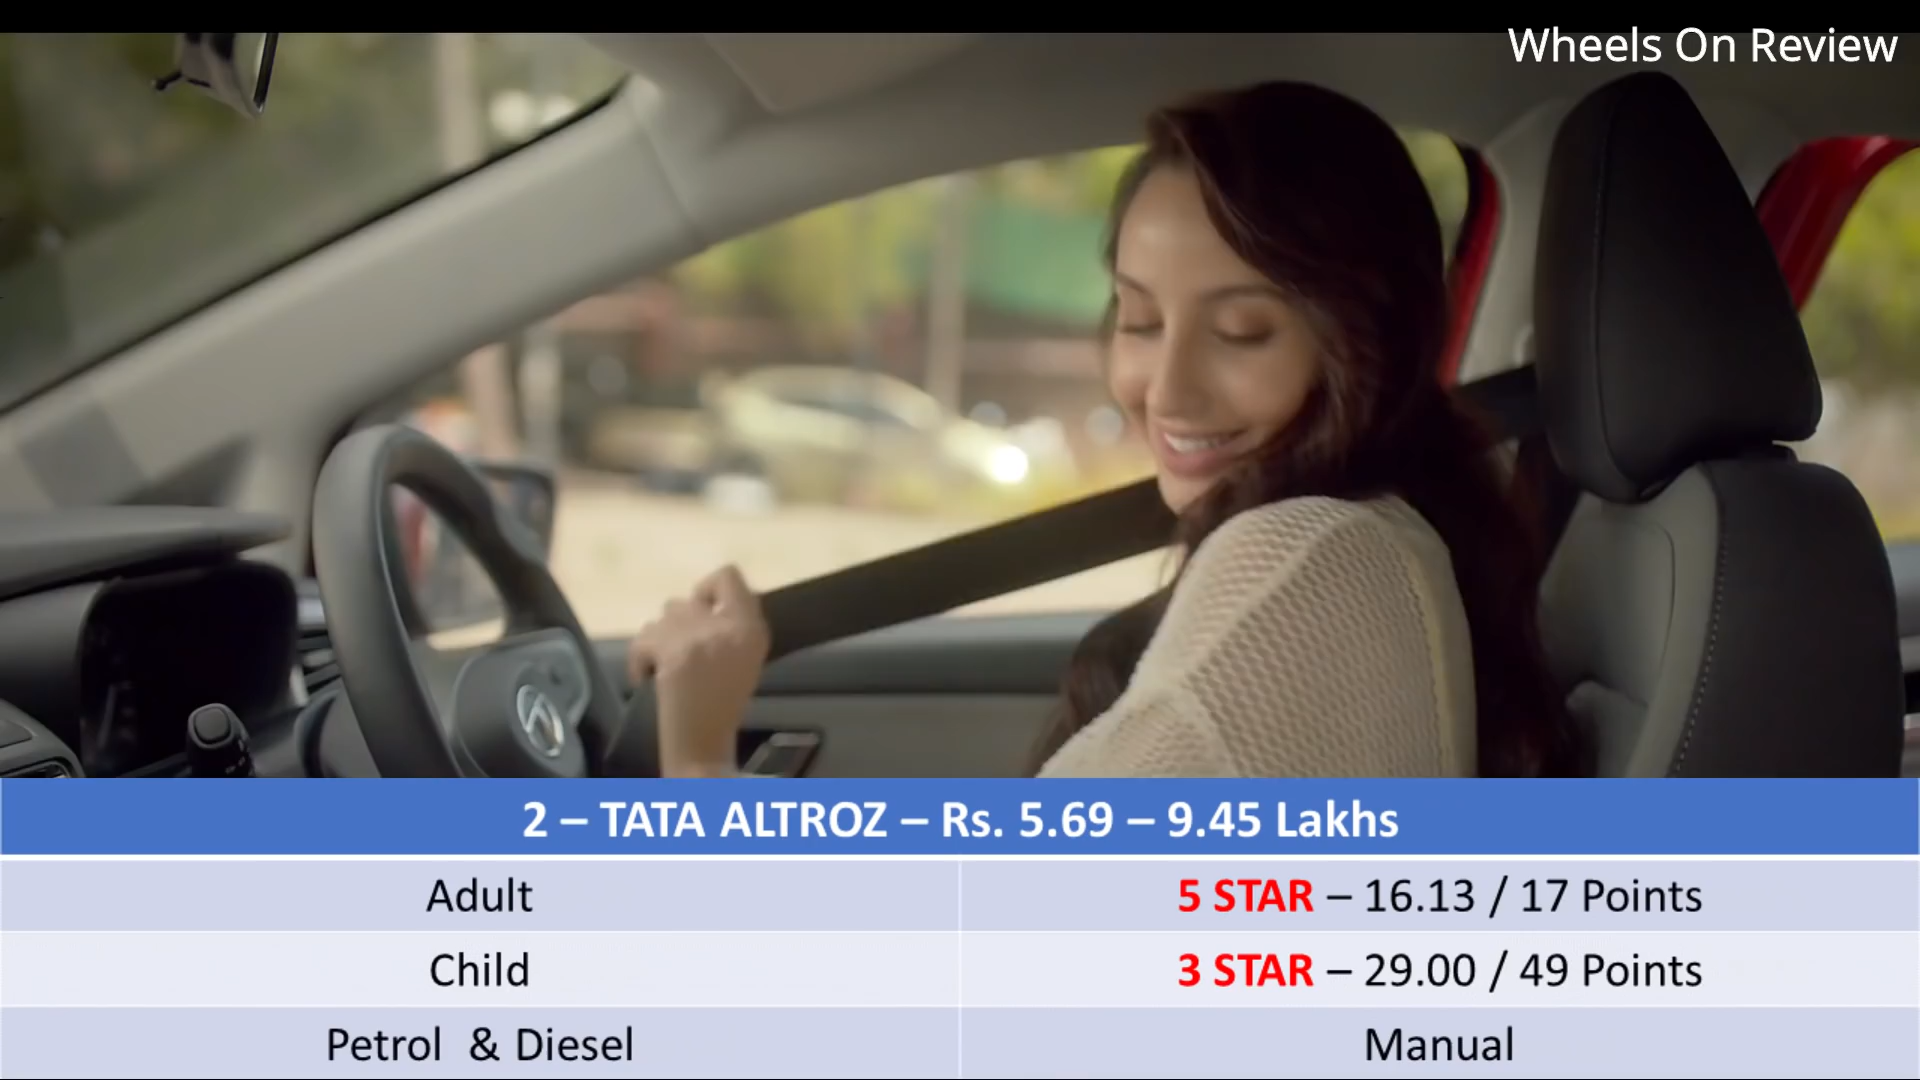 Wheels On Review
2 – TATA ALTROZ – Rs. 5.69 – 9.45 Lakhs
Adult 5 STAR – 16.13 / 17 Points
Child 3 STAR – 29.00 / 49 Points
Petrol & Diesel Manual